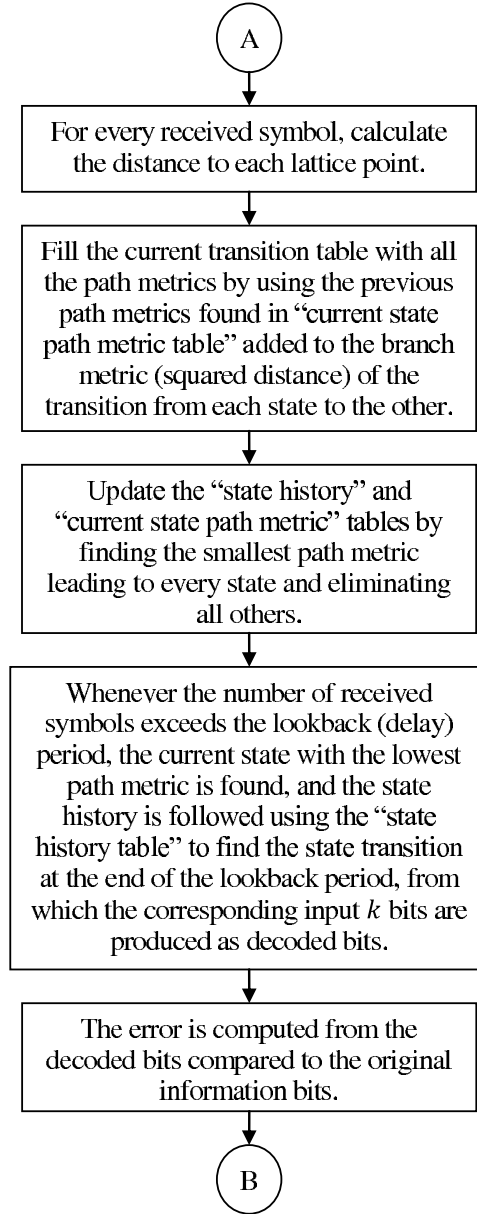 A
For every received symbol, calculate
the distance to each lattice point.
Fill the current transition table with all
the path metrics by using the previous
path metrics found in “current state
path metric table” added to the branch
metric (squared distance) of the
transition from each state to the other.
Update the “state history” and
“current state path metric” tables by
finding the smallest path metric
leading to every state and eliminating
all others.
Whenever the number of received
symbols exceeds the lookback (delay)
period, the current state with the lowest
path metric is found, and the state
history is followed using the “state
history table” to find the state transition
at the end of the lookback period, from
which the corresponding input k bits are
produced as decoded bits.
The error is computed from the
decoded bits compared to the original
information bits.
B